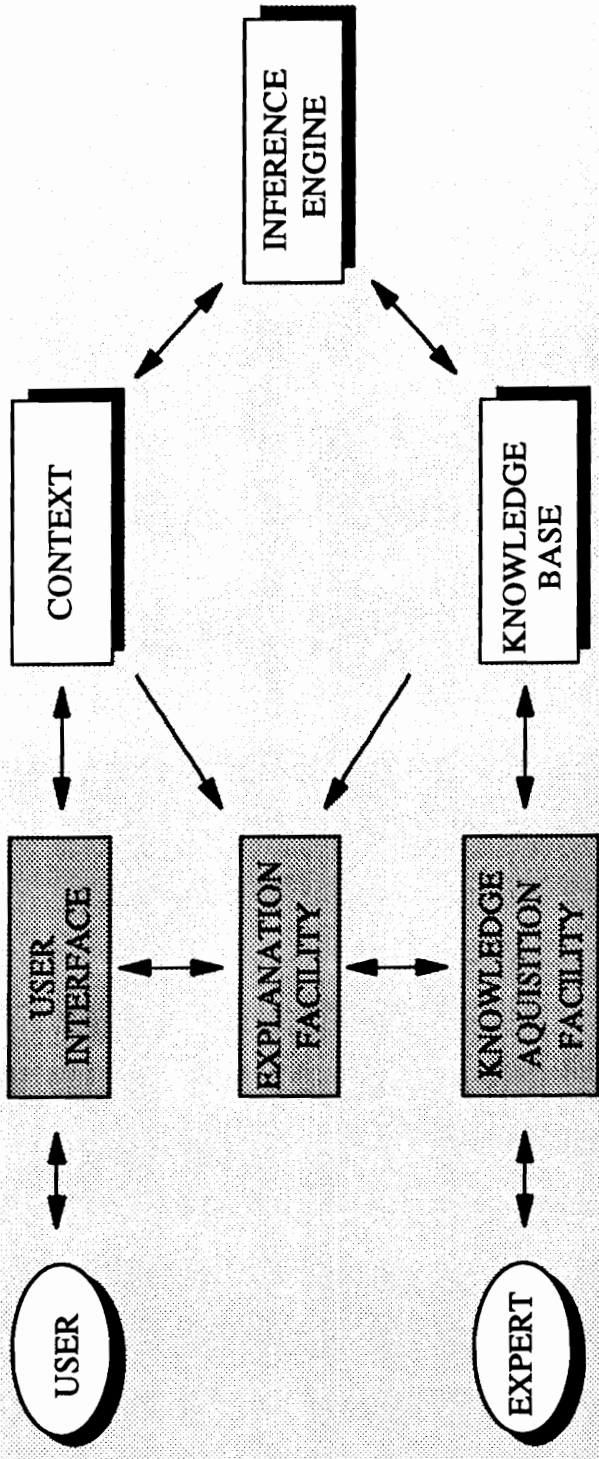 USER
USER
INTERFACE
CONTEXT
INFERENCE
ENGINE
EXPLANATION
FACILITY
EXPERT
KNOWLEDGE
AQUISITION
FACILITY
KNOWLEDGE
BASE